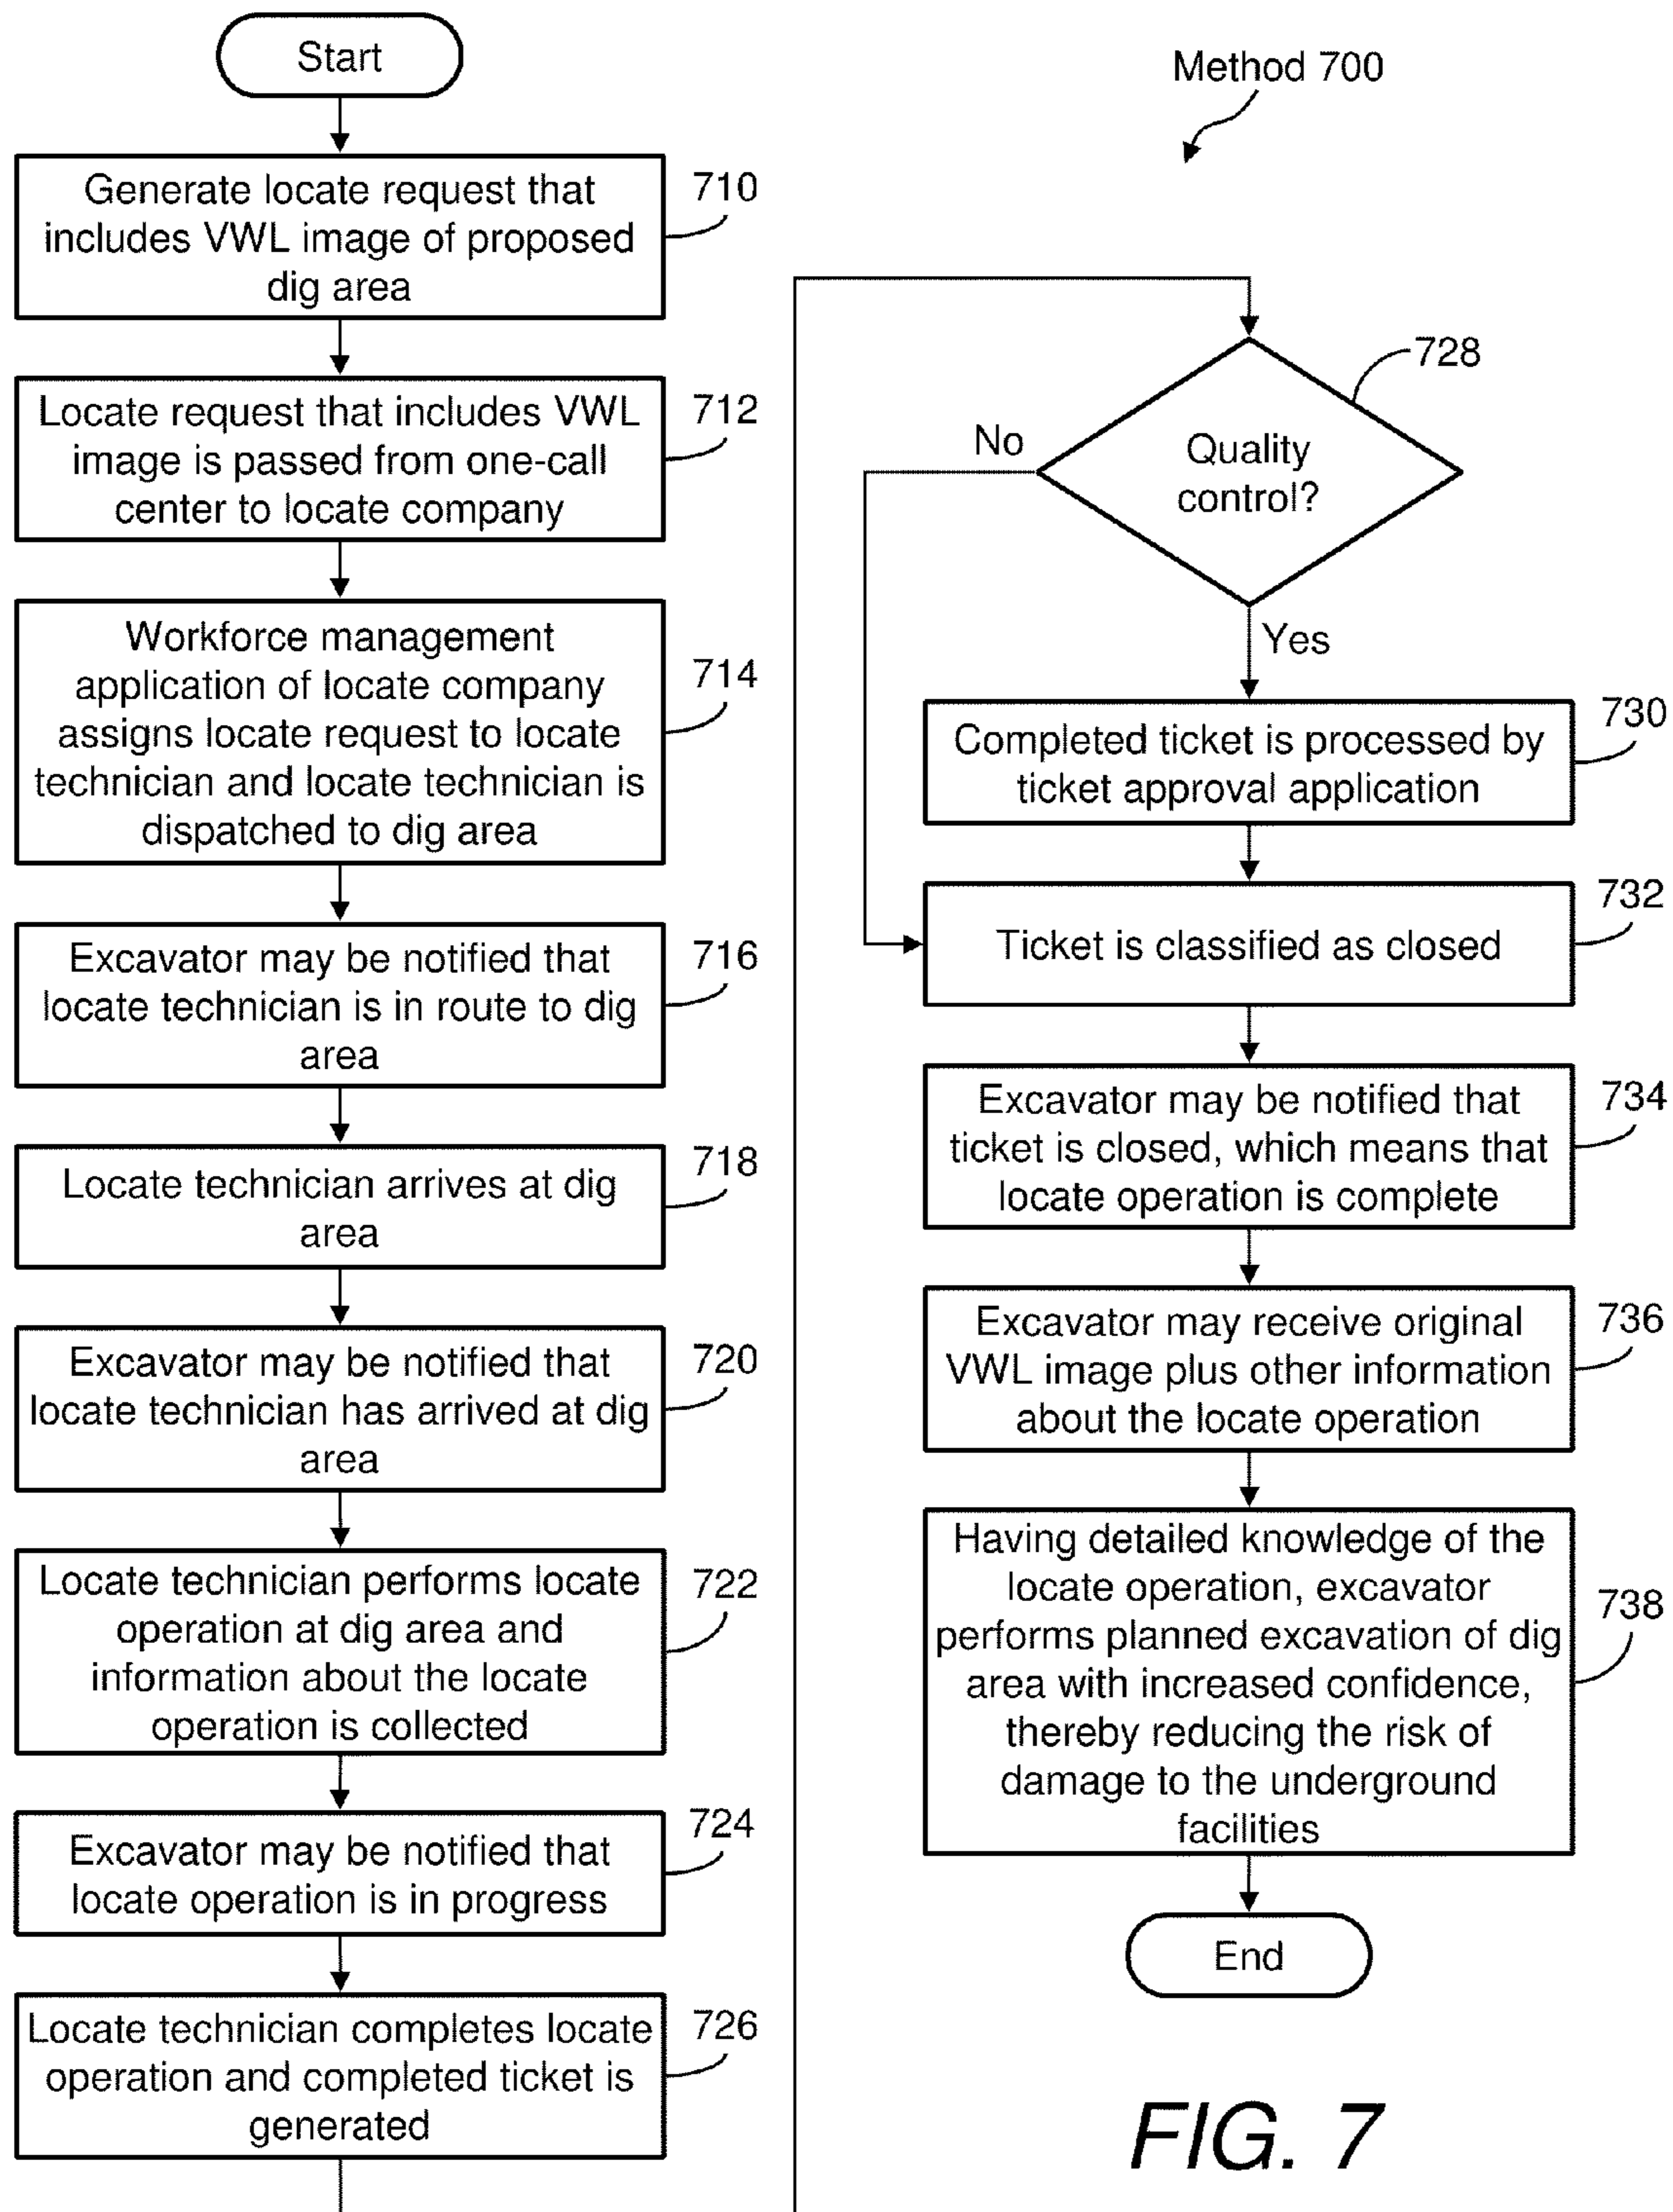 Start
Generate locate request that
includes VWL image of proposed
dig area
710
Locate request that includes VWL
image is passed from one-call
center to locate company
712
Workforce management
application of locate company
assigns locate request to locate
technician and locate technician is
dispatched to dig area
714
Excavator may be notified that
locate technician is in route to dig
area
716
Locate technician arrives at dig
area
718
Excavator may be notified that
locate technician has arrived at dig
area
720
Locate technician performs locate
operation at dig area and
information about the locate
operation is collected
722
Excavator may be notified that
locate operation is in progress
724
Locate technician completes locate
operation and completed ticket is
generated
726
Method 700
728
Quality
control?
No
Yes
Completed ticket is processed by
ticket approval application
730
Ticket is classified as closed
732
Excavator may be notified that
ticket is closed, which means that
locate operation is complete
734
Excavator may receive original
VWL image plus other information
about the locate operation
736
Having detailed knowledge of the
locate operation, excavator
performs planned excavation of dig
area with increased confidence,
thereby reducing the risk of
damage to the underground
facilities
738
End
FIG. 7